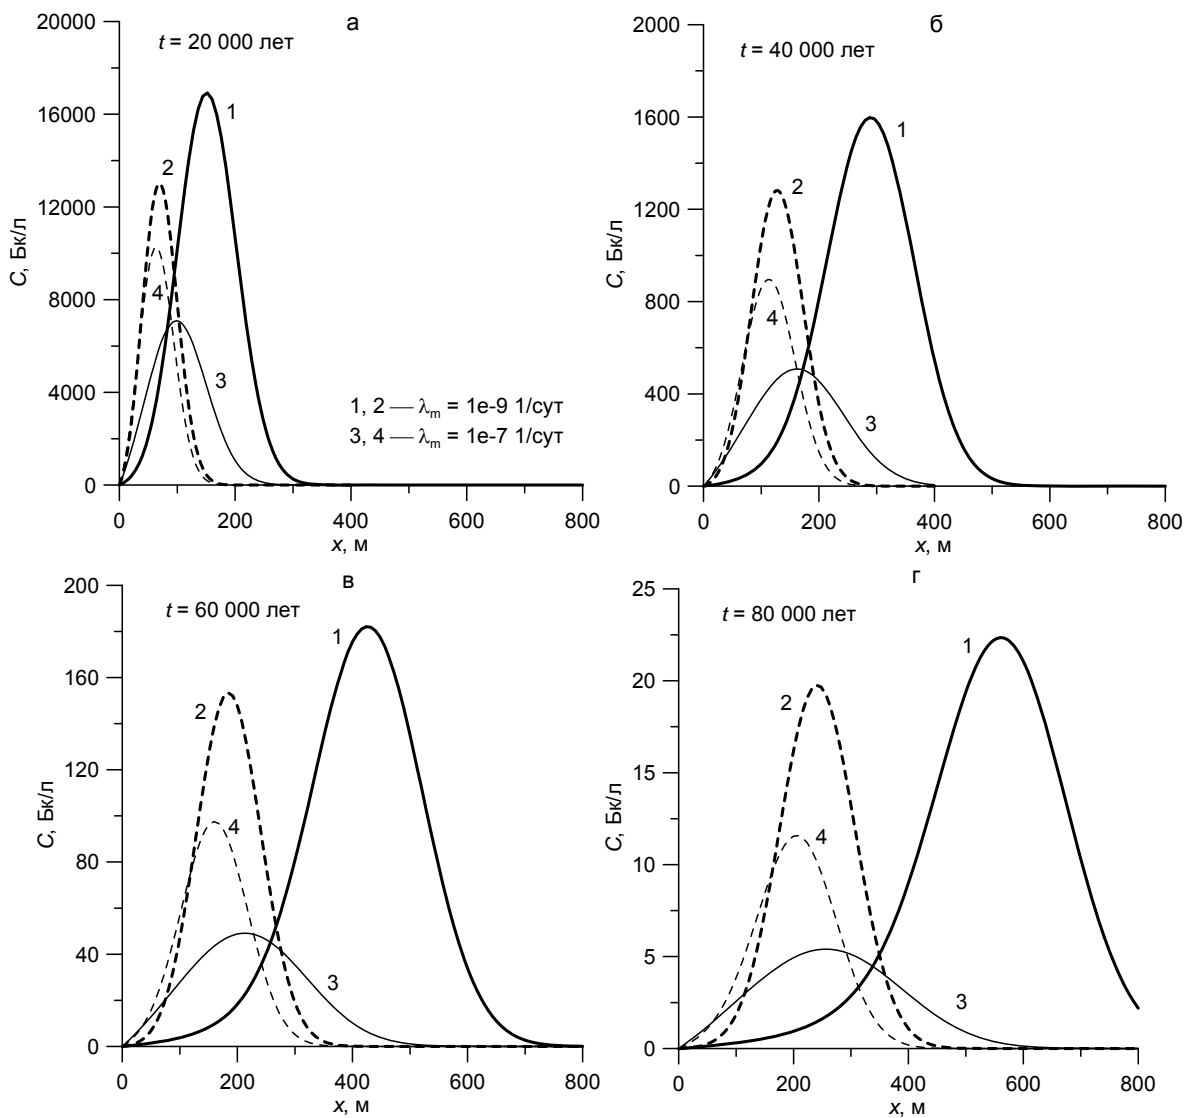 а
t = 20 000 лет
20000
16000
12000
8000
4000
0
C, Бк/л
1
2
4
3
1, 2 — λm = 1e-9 1/сут
3, 4 — λm = 1e-7 1/сут
0 200 400 600 800
x, м
б
t = 40 000 лет
2000
1600
1200
800
400
0
C, Бк/л
1
2
4
3
0 200 400 600 800
x, м
в
t = 60 000 лет
200
160
120
80
40
0
C, Бк/л
1
2
4
3
0 200 400 600 800
x, м
г
t = 80 000 лет
25
20
15
10
5
0
C, Бк/л
1
2
4
3
0 200 400 600 800
x, м